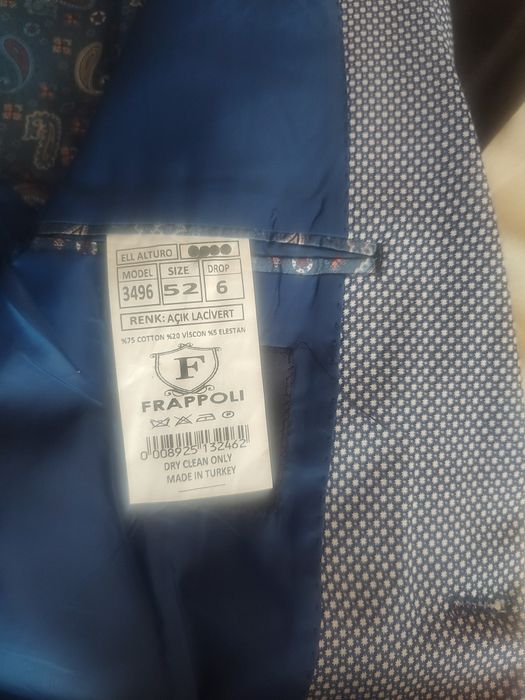 ELL ALTURO
MODEL SIZE DROP
3496 52 6
RENK: AÇIK LACİVERT
%75 COTTON %20 VİSCON %5 ELESTAN
F
FRAPPOLI
0 008925 132462
DRY CLEAN ONLY
MADE IN TURKEY